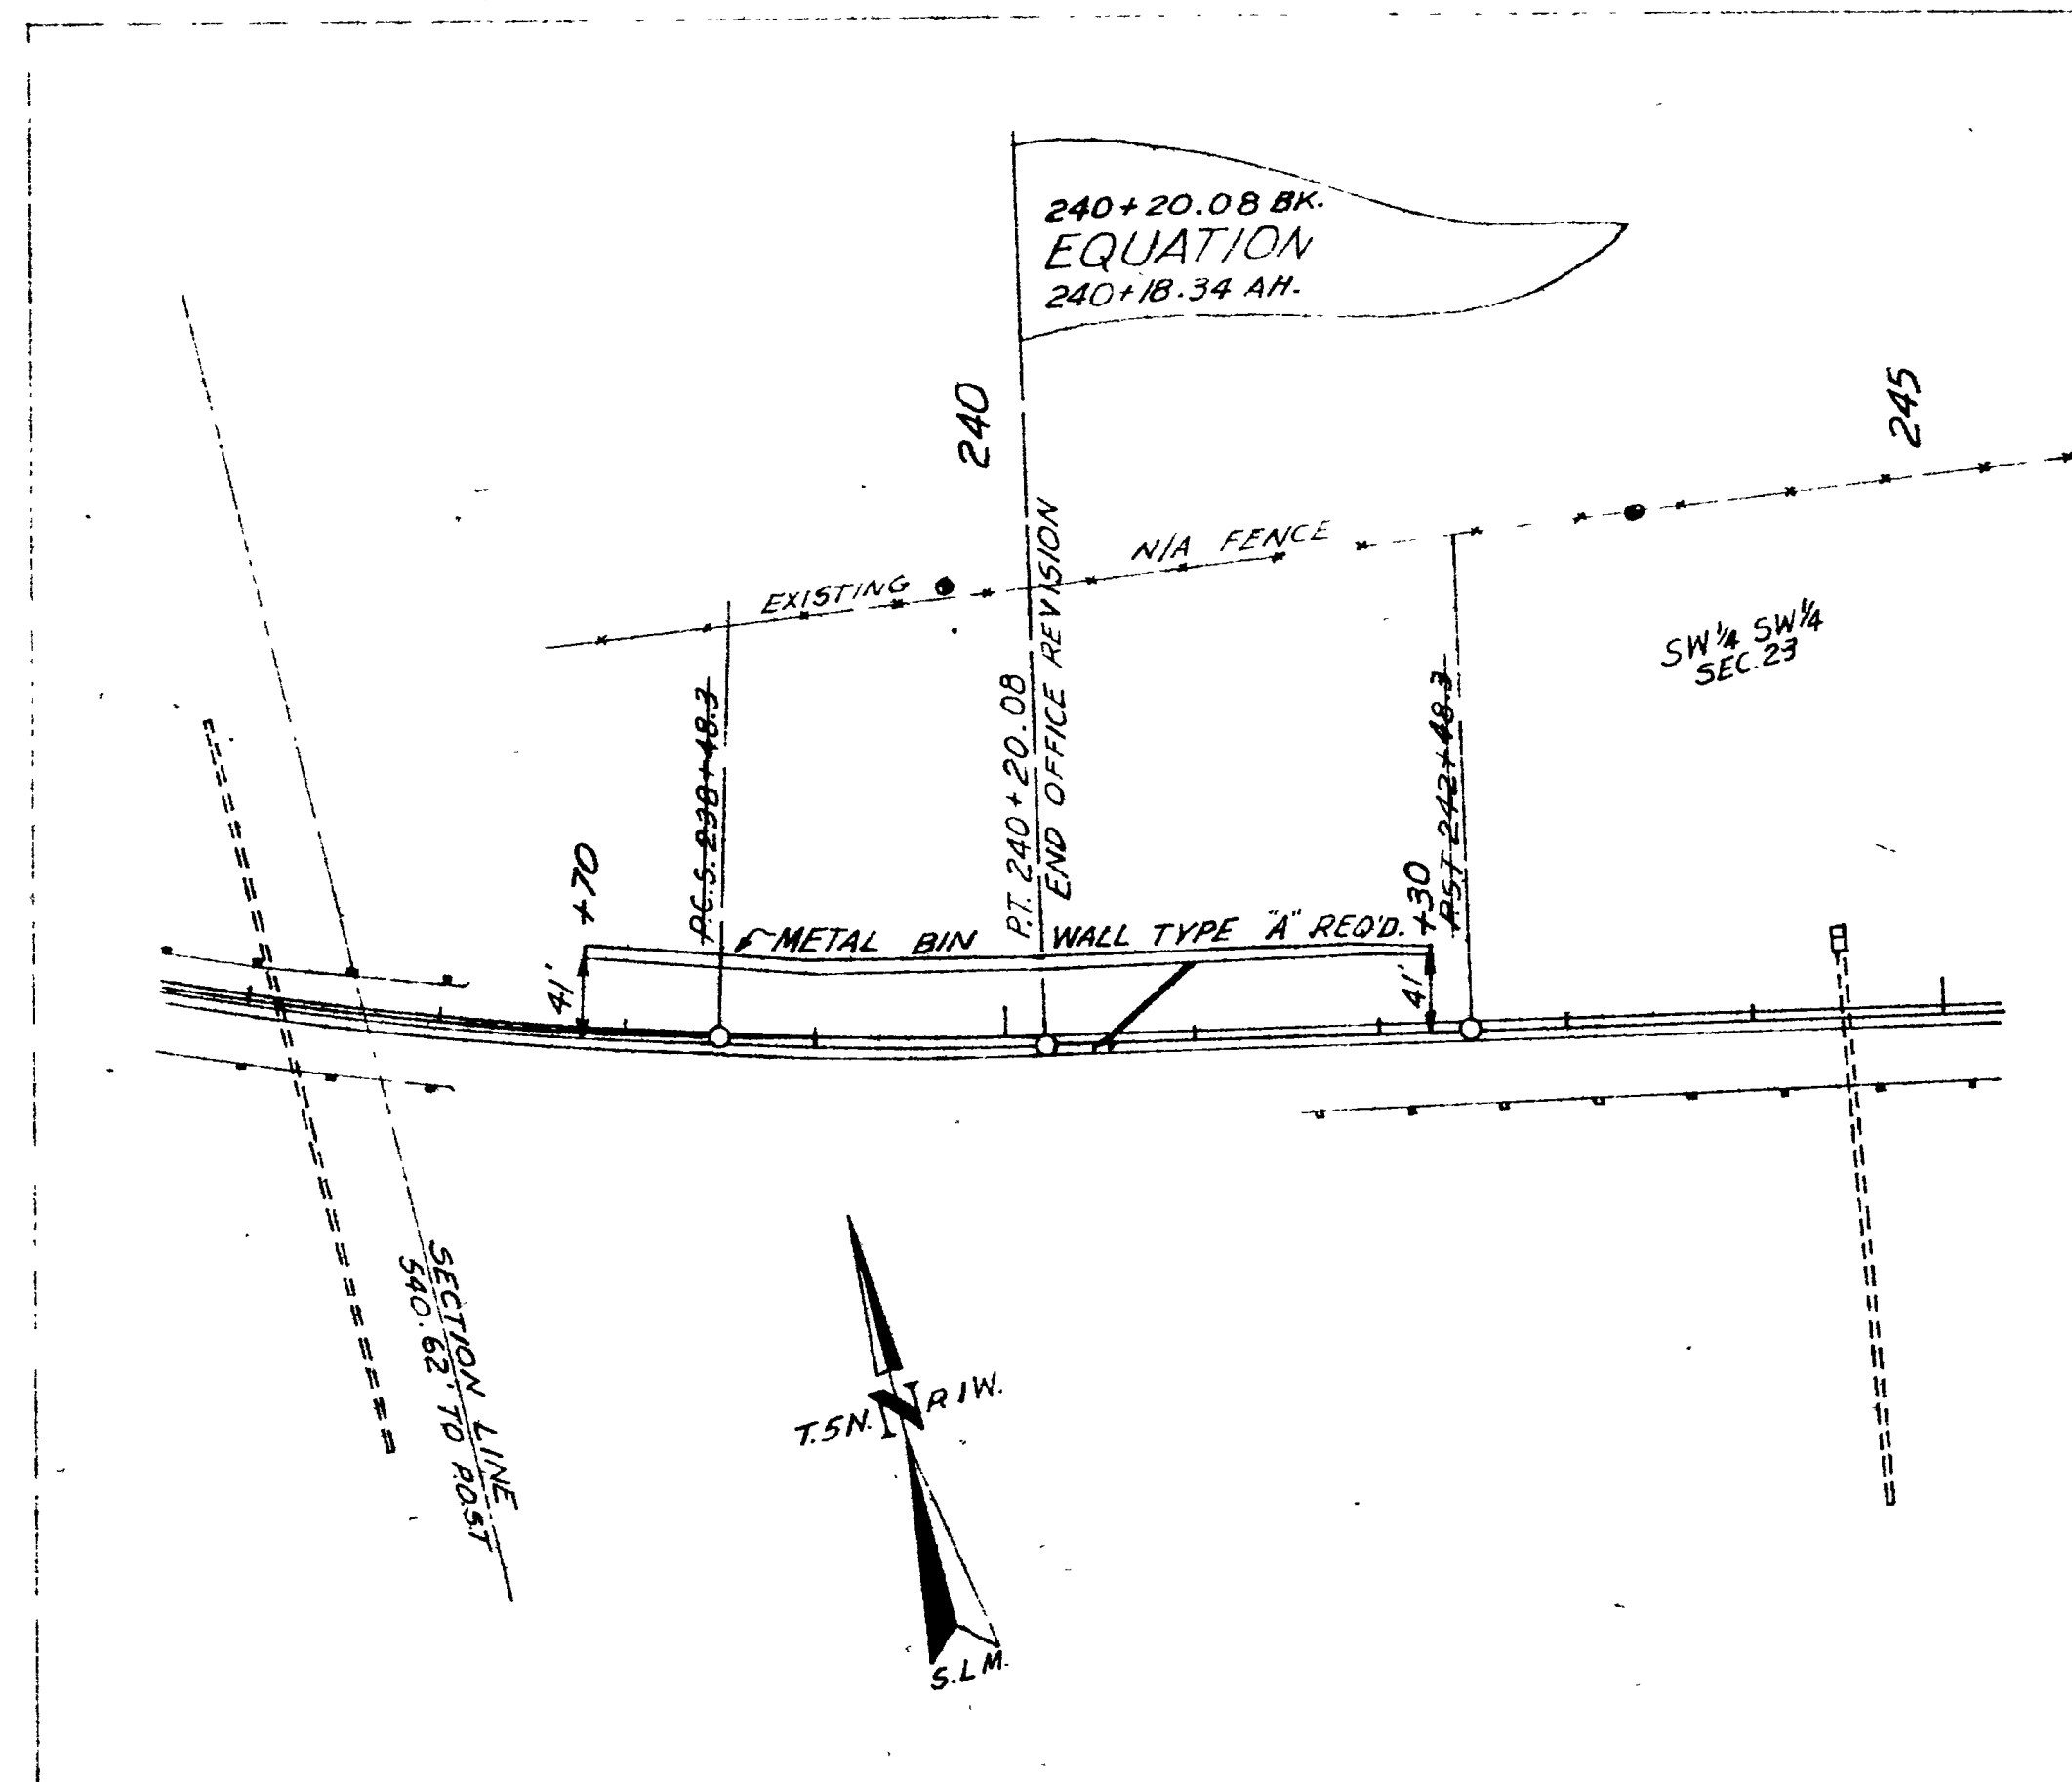 240+20.08 BK.
EQUATION
240+18.34 AH.
240
245
EXISTING N/A FENCE
SW¼ SW¼
SEC. 23
P.C.S. 238+48.3
P.T. 240+20.08
END OFFICE REVISION
P.S.T 242+48.3
+70
+30
METAL BIN WALL TYPE "A" REQ'D.
41'
41'
SECTION LINE
540.62' TO POST
T.5N. N R1W.
S.L.M.